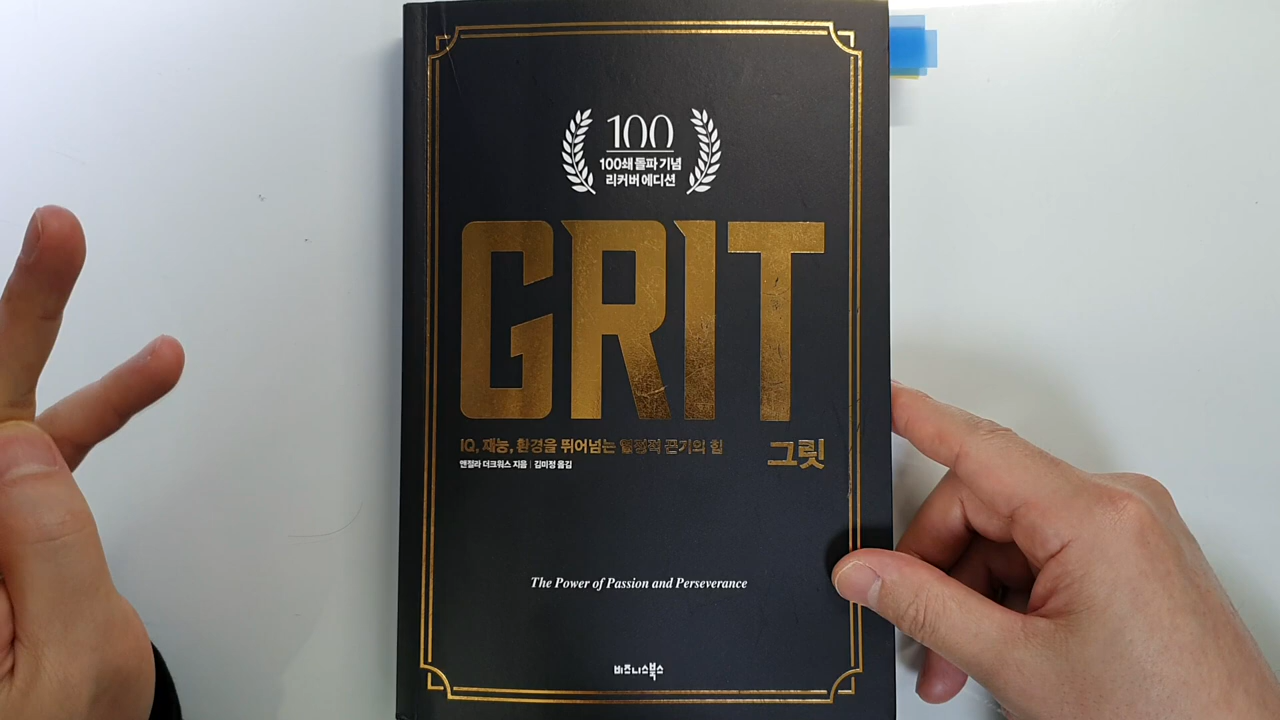 100
100쇄 돌파 기념
리커버 에디션
GRIT
IQ, 재능, 환경을 뛰어넘는 열정적 끈기의 힘
그릿
앤절라 더크워스 지음 | 김미정 옮김
The Power of Passion and Perseverance
비즈니스북스